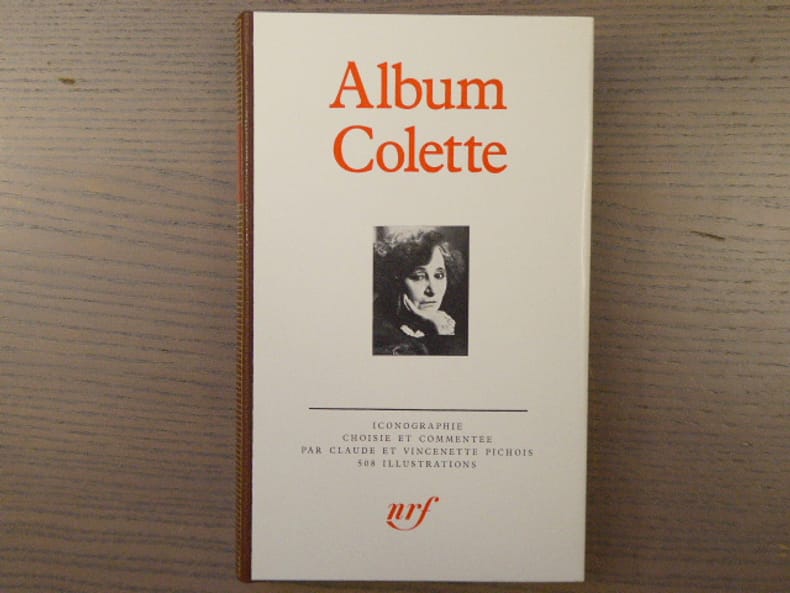 Album
Colette
ICONOGRAPHIE
CHOISIE ET COMMENTÉE
PAR CLAUDE ET VINCENETTE PICHOIS
508 ILLUSTRATIONS
nrf